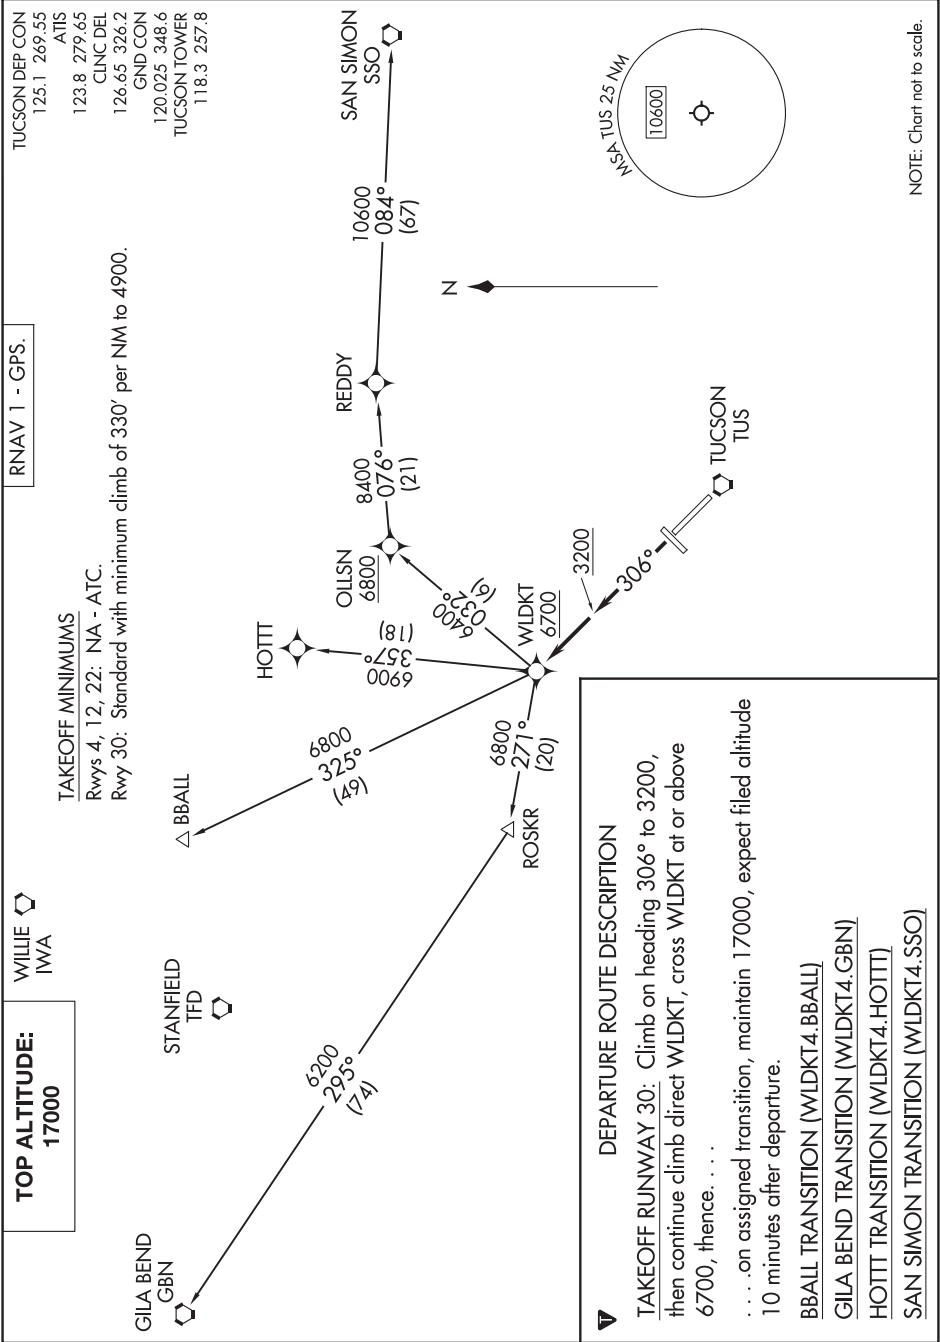 TOP ALTITUDE:
17000
RNAV 1 - GPS.
TUCSON DEP CON
125.1 269.55
ATIS
123.8 279.65
CLNC DEL
126.65 326.2
GND CON
120.025 348.6
TUCSON TOWER
118.3 257.8
TAKEOFF MINIMUMS
Rwys 4, 12, 22: NA - ATC.
Rwy 30: Standard with minimum climb of 330' per NM to 4900.
WILLIE
IWA
STANFIELD
TFD
GILA BEND
GBN
BBALL
HOTTT
OLLSN
6800
REDDY
SAN SIMON
SSO
6200
295°
(74)
6800
325°
(49)
6900
357°
(18)
6400
032°
(9)
8400
076°
(21)
10600
084°
(67)
6800
271°
(20)
ROSKR
WLDKT
6700
3200
306°
TUCSON
TUS
N
MSA TUS 25 NM
10600
NOTE: Chart not to scale.
T
DEPARTURE ROUTE DESCRIPTION
TAKEOFF RUNWAY 30: Climb on heading 306° to 3200,
then continue climb direct WLDKT, cross WLDKT at or above
6700, thence. . . .
. . . .on assigned transition, maintain 17000, expect filed altitude
10 minutes after departure.
BBALL TRANSITION (WLDKT4.BBALL)
GILA BEND TRANSITION (WLDKT4.GBN)
HOTTT TRANSITION (WLDKT4.HOTTT)
SAN SIMON TRANSITION (WLDKT4.SSO)